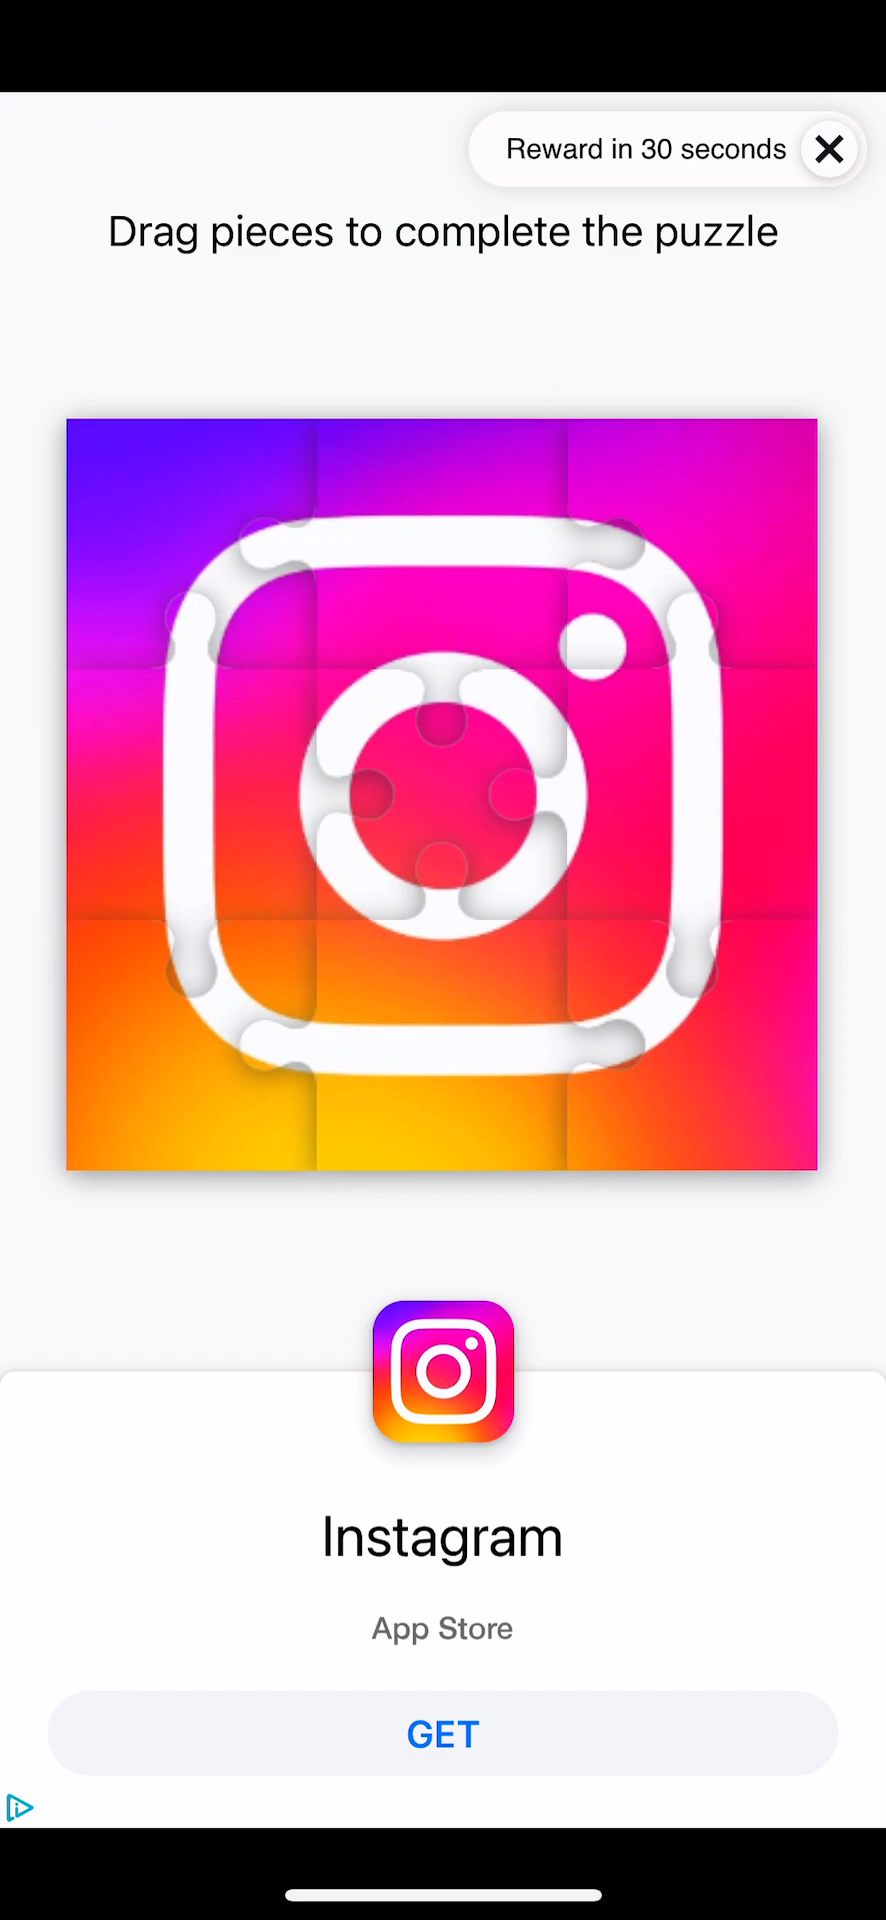 Reward in 30 seconds
Drag pieces to complete the puzzle
Instagram
App Store
GET